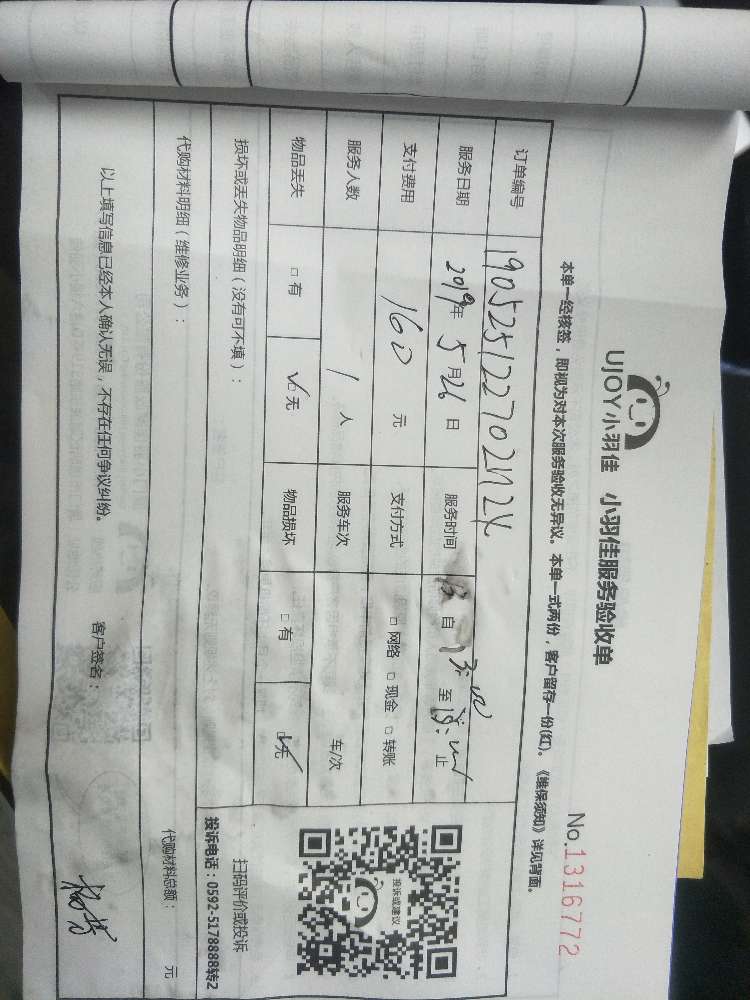 UJOY小羽佳 小羽佳服务验收单
No.1316772
本单一经核签，即视为对本次服务验收无异议。本单一式两份，客户留存一份(红)。《维保须知》详见背面。
订单编号
服务日期 2019年 5月26日 服务时间 自 13:00 至 止
支付费用 160 元 支付方式 □网络 □现金 □转账
服务人数 1 人 服务车次 车/次
物品丢失 □有 ☑无 物品损坏 □有 ☑无
损坏或丢失物品明细（没有可不填）：
代购材料明细（维修业务）：
代购材料总额： 元
以上填写信息已经本人确认无误，不存在任何争议纠纷。 客户签名：
投诉或建议
扫码评价或投诉
投诉电话：0592-5178888转2